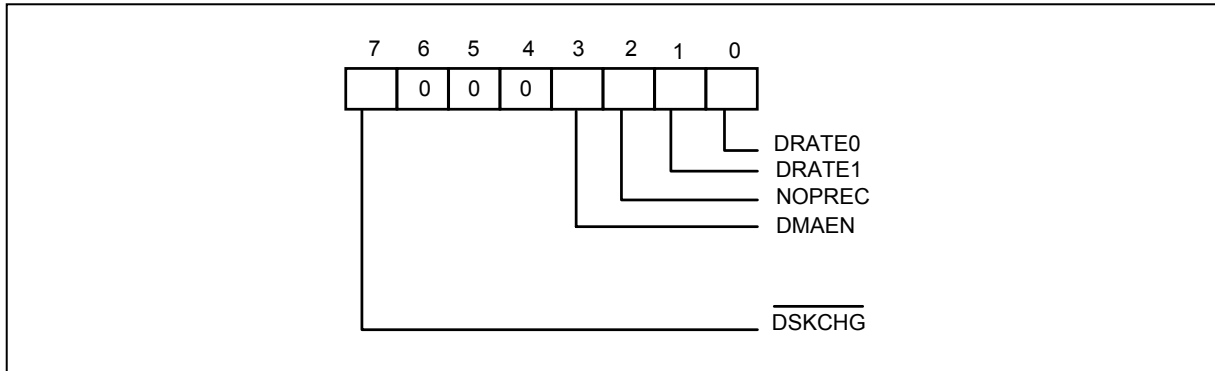 7 6 5 4 3 2 1 0
0 0 0
DRATE0
DRATE1
NOPREC
DMAEN
DSKCHG